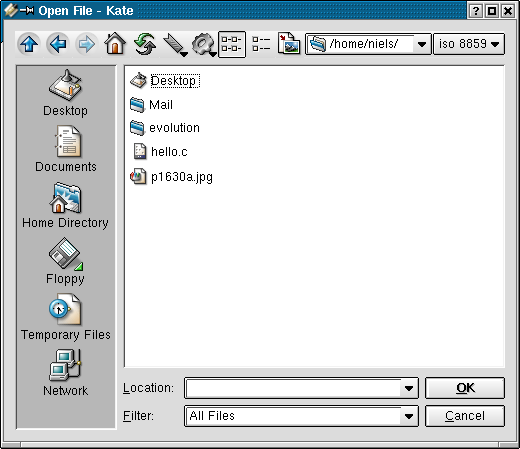 Open File - Kate
/home/niels/
iso 8859
Desktop
Documents
Home Directory
Floppy
Temporary Files
Network
Desktop
Mail
evolution
hello.c
p1630a.jpg
Location:
OK
Filter:
All Files
Cancel